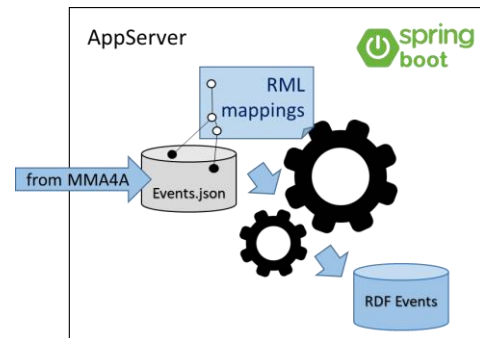 AppServer
spring
boot
RML
mappings
from MMA4A
Events.json
RDF Events